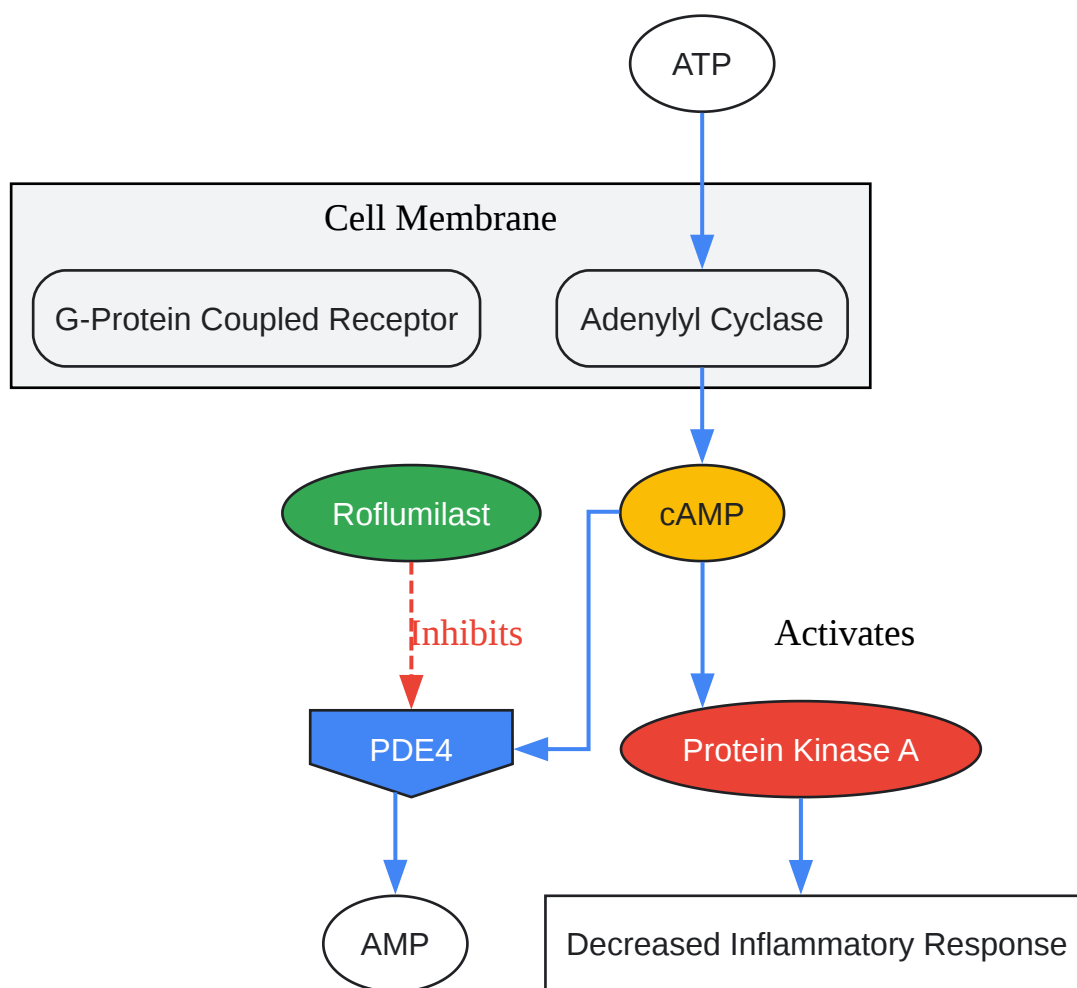 ATP
Cell Membrane
G-Protein Coupled Receptor
Adenylyl Cyclase
Roflumilast
cAMP
Inhibits
Activates
PDE4
Protein Kinase A
AMP
Decreased Inflammatory Response